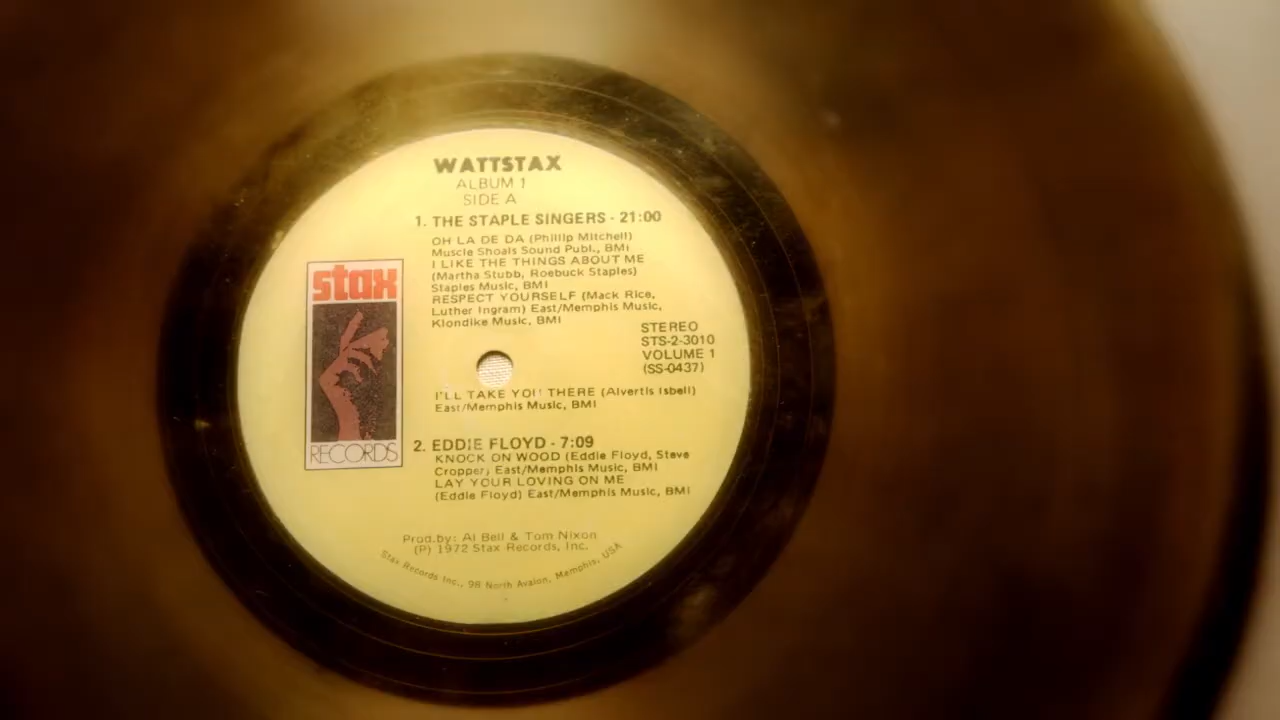 WATTSTAX
ALBUM 1
SIDE A
1. THE STAPLE SINGERS - 21:00
OH LA DE DA (Phillip Mitchell)
Muscle Shoals Sound Publ., BMI
I LIKE THE THINGS ABOUT ME
(Martha Stubb, Roebuck Staples)
Staples Music, BMI
RESPECT YOURSELF (Mack Rice,
Luther Ingram) East/Memphis Music,
Klondike Music, BMI
stax
RECORDS
STEREO
STS-2-3010
VOLUME 1
(SS-0437)
I'LL TAKE YOU THERE (Alvertis Isbell)
East/Memphis Music, BMI
2. EDDIE FLOYD - 7:09
KNOCK ON WOOD (Eddie Floyd, Steve
Cropper) East/Memphis Music, BMI
LAY YOUR LOVING ON ME
(Eddie Floyd) East/Memphis Music, BMI
Prod.by: Al Bell & Tom Nixon
(P) 1972 Stax Records, Inc.
Stax Records Inc., 98 North Avalon, Memphis, USA